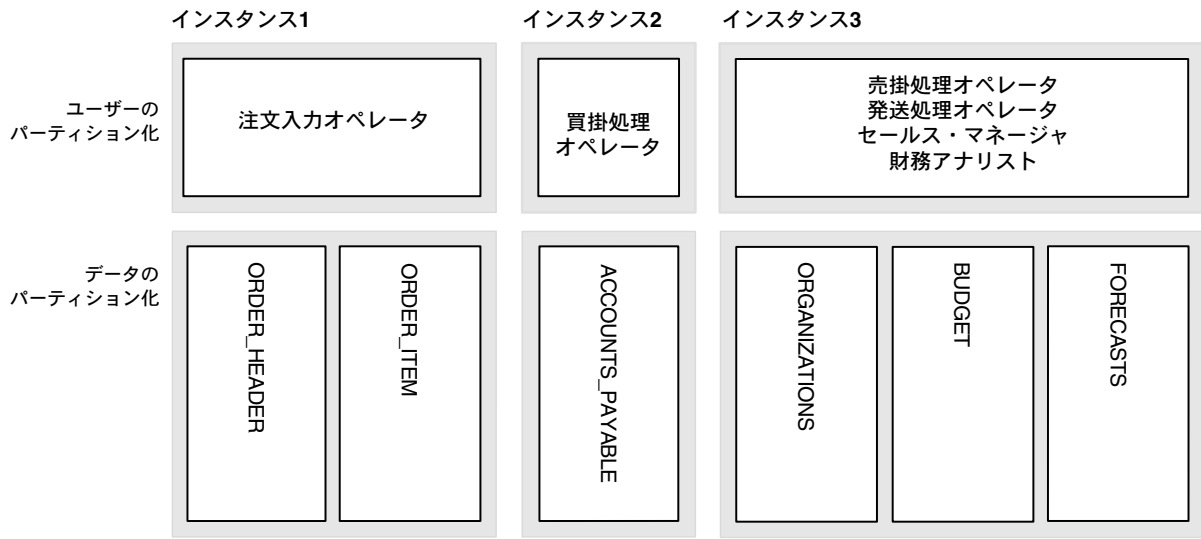 インスタンス1
インスタンス2
インスタンス3
ユーザーの
パーティション化
注文入力オペレータ
買掛処理
オペレータ
売掛処理オペレータ
発送処理オペレータ
セールス・マネージャ
財務アナリスト
データの
パーティション化
ORDER_HEADER
ORDER_ITEM
ACCOUNTS_PAYABLE
ORGANIZATIONS
BUDGET
FORECASTS